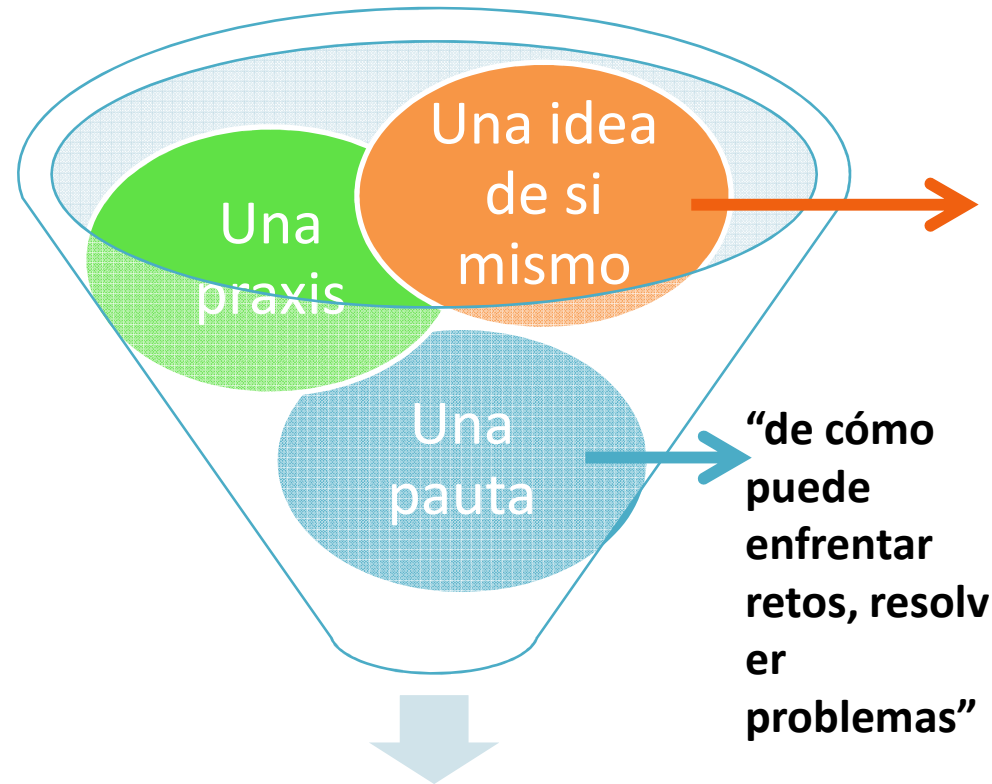 Una idea
de si
mismo
Una
praxis
Una
pauta
“de cómo
puede
enfrentar
retos, resolv
er
problemas”